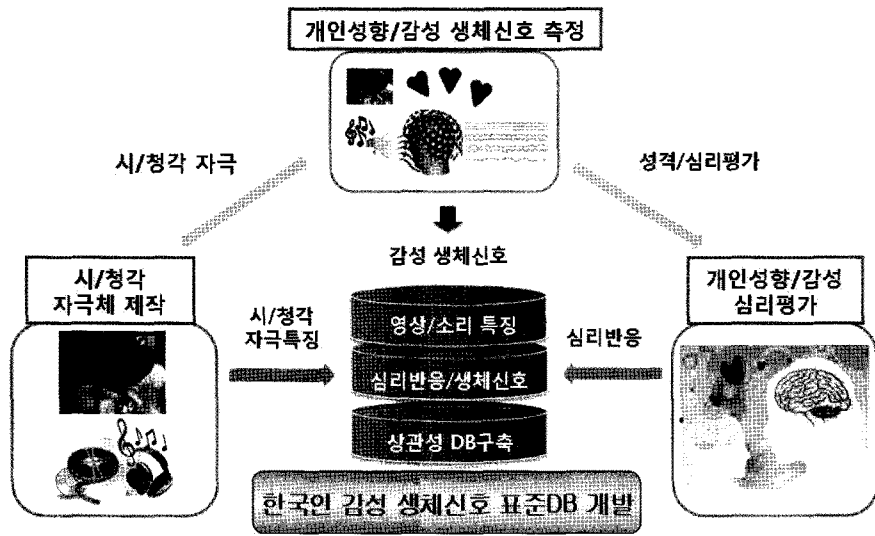 개인성향/감성 생체신호 측정
시/청각 자극
성격/심리평가
감성 생체신호
시/청각
자극체 제작
개인성향/감성
심리평가
시/청각
자극특징
영상/소리 특징
심리반응
심리반응/생체신호
상관성 DB구축
한국인 감성 생체신호 표준DB 개발